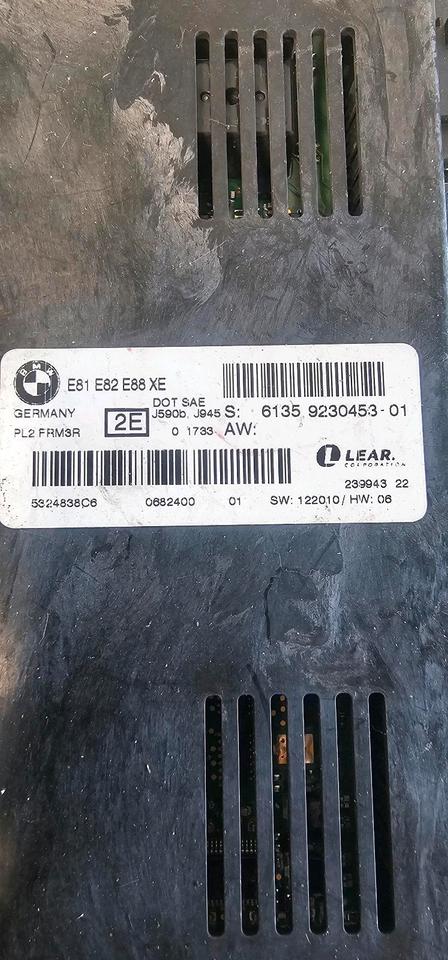 BMW
E81 E82 E88 XE
GERMANY
2E
DOT SAE
J590b, J945
S: 6135 9230453-01
PL2 FRM3R
0 1733
AW:
LEAR.
CORPORATION
239943 22
5324838C6 0682400 01 SW: 122010 / HW: 06